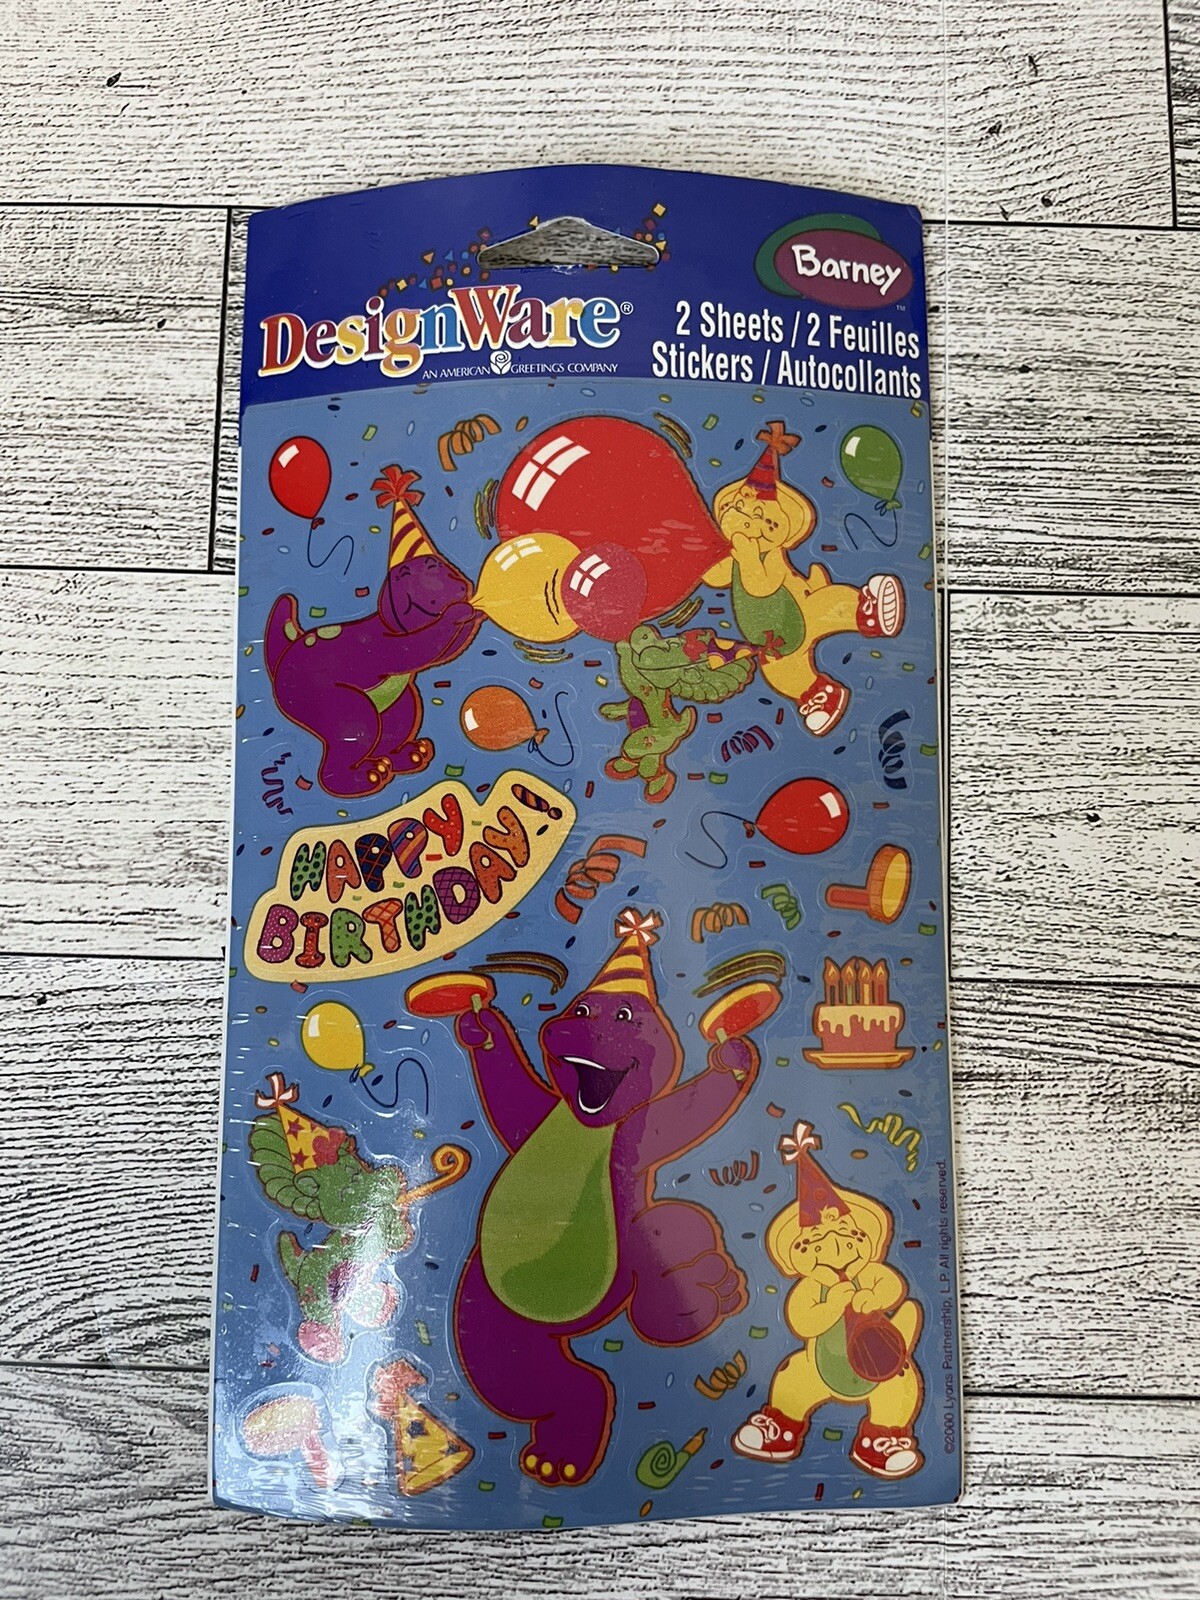 Barney™
DesignWare®
AN AMERICAN GREETINGS COMPANY
2 Sheets / 2 Feuilles
Stickers / Autocollants
HAPPY
BIRTHDAY!
©2000 Lyons Partnership, L.P. All rights reserved.